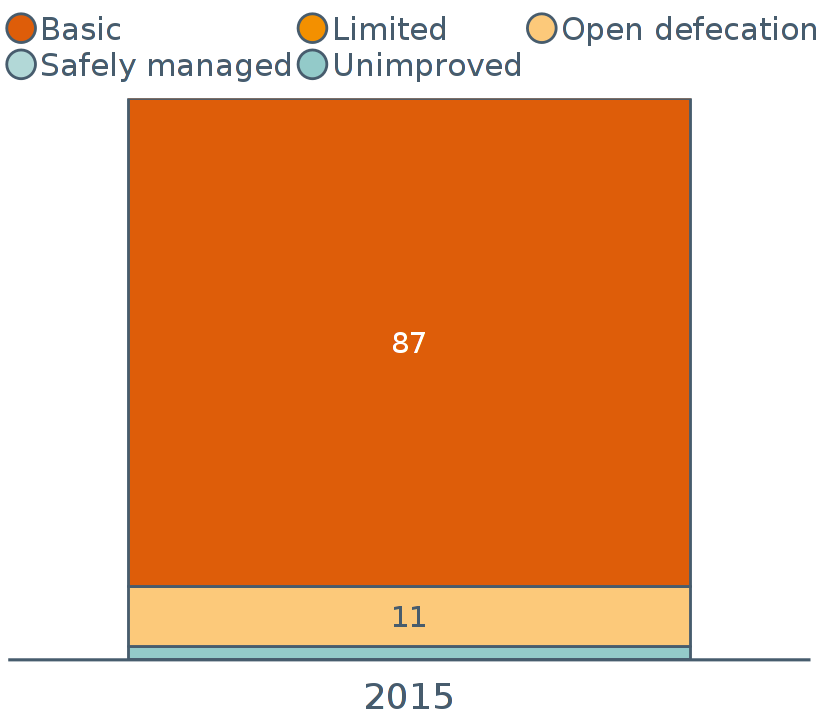 Basic Limited Open defecation
Safely managed Unimproved
87
11
2015